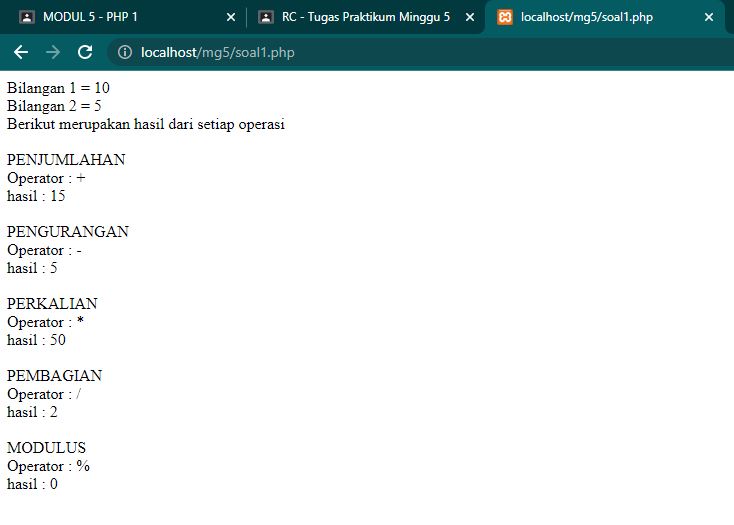 MODUL 5 - PHP 1
RC - Tugas Praktikum Minggu 5
localhost/mg5/soal1.php
localhost/mg5/soal1.php
Bilangan 1 = 10
Bilangan 2 = 5
Berikut merupakan hasil dari setiap operasi
PENJUMLAHAN
Operator : +
hasil : 15
PENGURANGAN
Operator : -
hasil : 5
PERKALIAN
Operator : *
hasil : 50
PEMBAGIAN
Operator : /
hasil : 2
MODULUS
Operator : %
hasil : 0